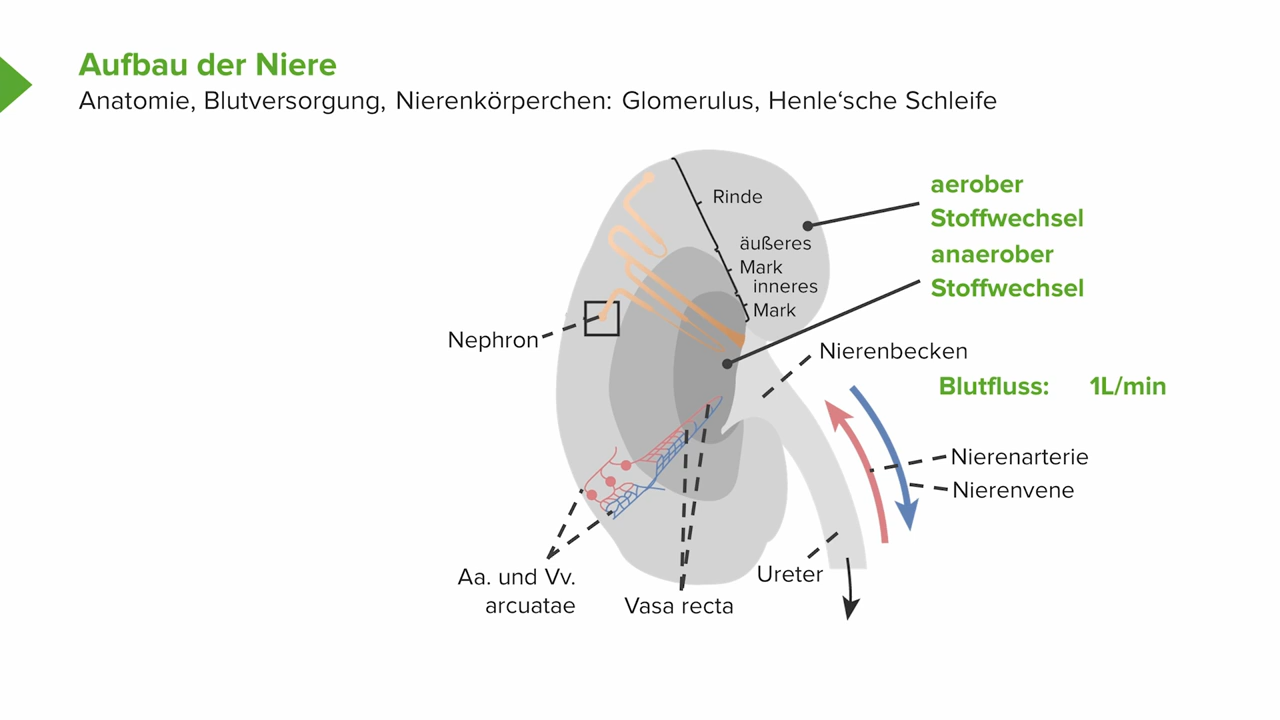 Aufbau der Niere
Anatomie, Blutversorgung, Nierenkörperchen: Glomerulus, Henle‘sche Schleife
Rinde
äußeres
Mark
inneres
Mark
aerober
Stoffwechsel
anaerober
Stoffwechsel
Nephron
Nierenbecken
Blutfluss: 1L/min
Nierenarterie
Nierenvene
Aa. und Vv.
arcuatae
Vasa recta
Ureter